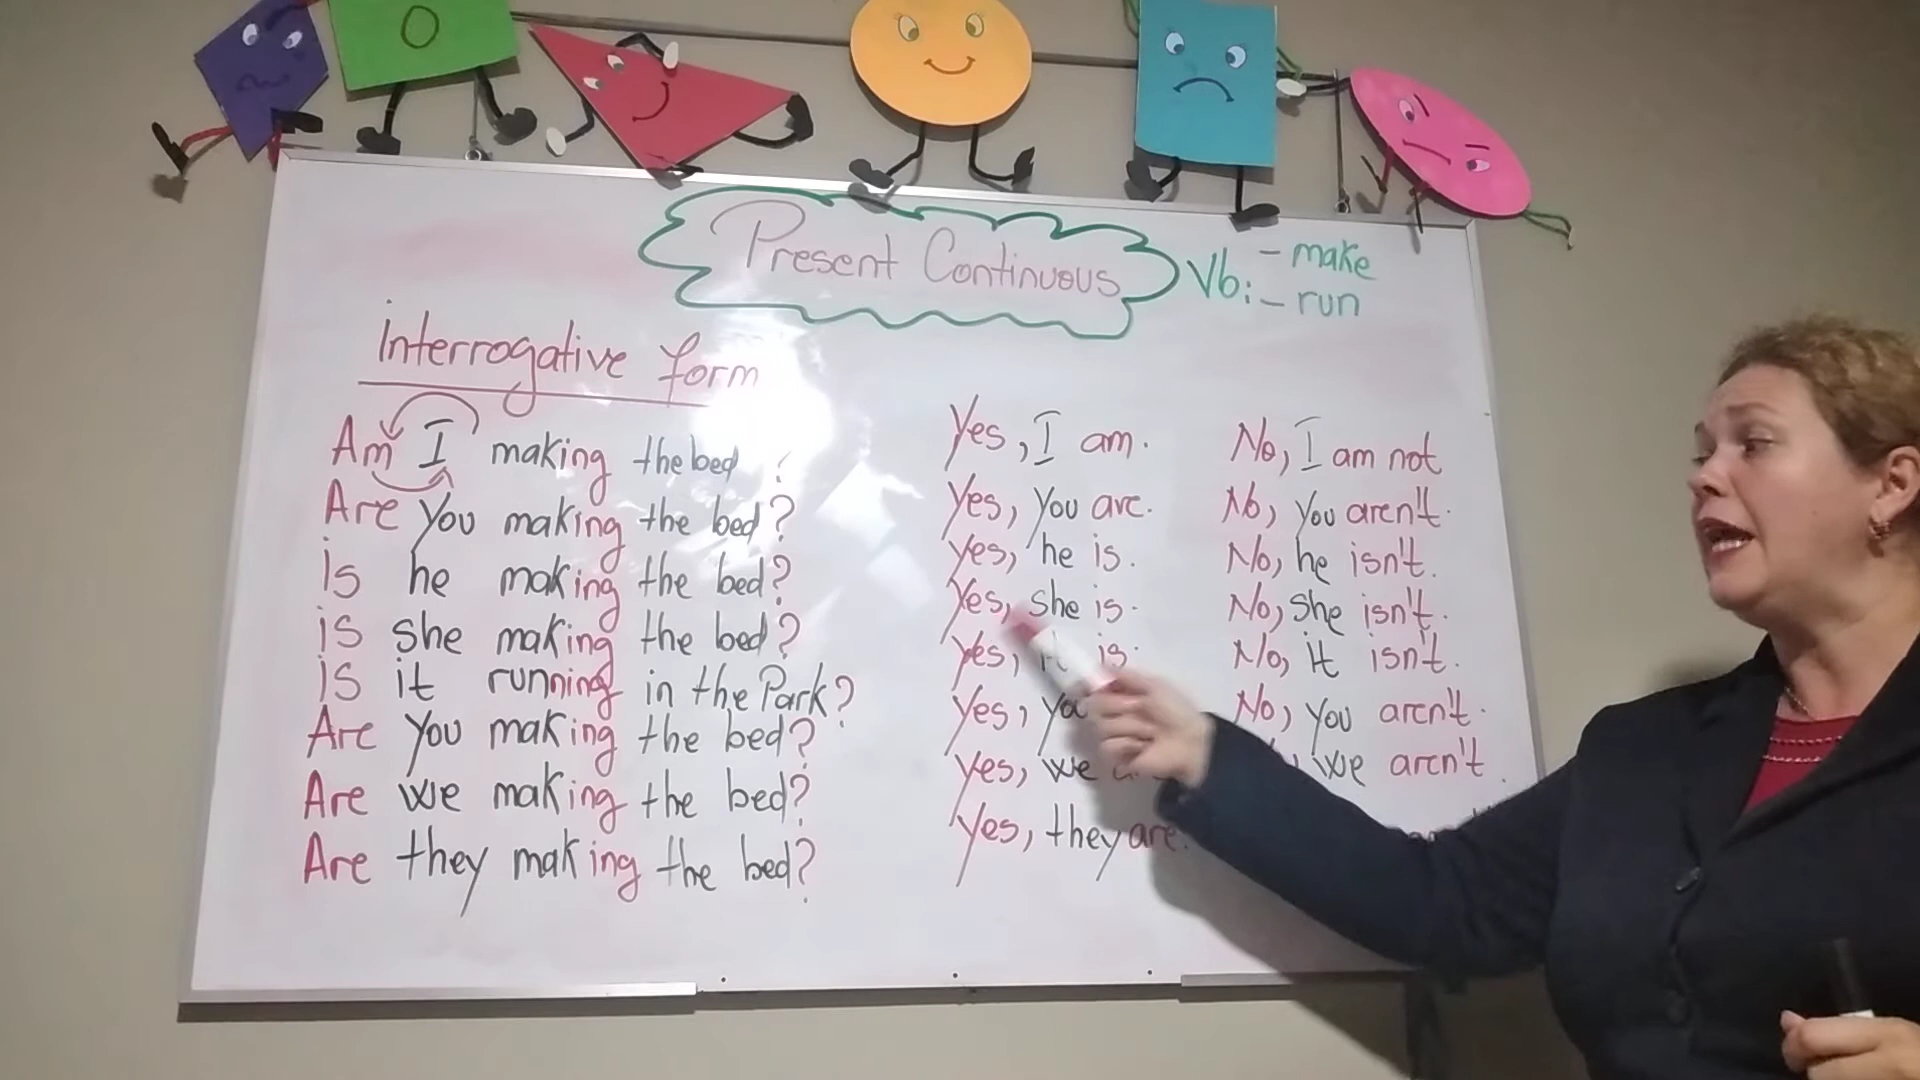 Present Continuous
Vb: - make
- run
Interrogative form
Am I making the bed ?
Are you making the bed?
Is he making the bed?
is she making the bed?
is it running in the Park?
Are you making the bed?
Are we making the bed?
Are they making the bed?
Yes, I am.
Yes, you are.
Yes, he is.
Yes, she is.
Yes, it is.
Yes, you
Yes, we
Yes, they are.
No, I am not
No, you aren't.
No, he isn't.
No, she isn't.
No, it isn't.
No, you aren't.
we aren't.